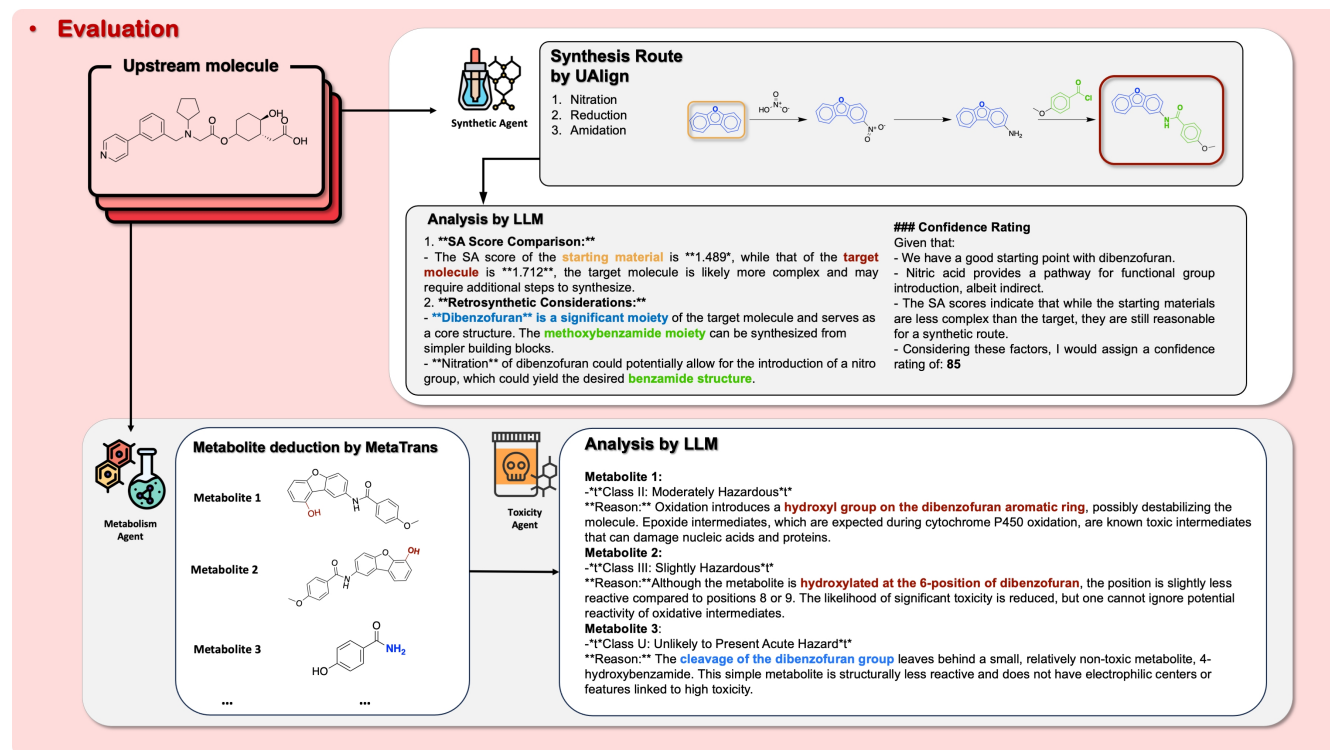 • Evaluation
Upstream molecule
N
N
O
O
OH
O
OH
Synthetic Agent
Synthesis Route
by UAlign
1. Nitration
2. Reduction
3. Amidation
O
O
HO N+ O-
O
N+ O-
O
O
NH2
O
Cl
O
O
N
H
O
O
Analysis by LLM
1. **SA Score Comparison:**
- The SA score of the starting material is **1.489*, while that of the target
molecule is **1.712**, the target molecule is likely more complex and may
require additional steps to synthesize.
2. **Retrosynthetic Considerations:**
- **Dibenzofuran** is a significant moiety of the target molecule and serves as
a core structure. The methoxybenzamide moiety can be synthesized from
simpler building blocks.
- **Nitration** of dibenzofuran could potentially allow for the introduction of a nitro
group, which could yield the desired benzamide structure.
### Confidence Rating
Given that:
- We have a good starting point with dibenzofuran.
- Nitric acid provides a pathway for functional group
introduction, albeit indirect.
- The SA scores indicate that while the starting materials
are less complex than the target, they are still reasonable
for a synthetic route.
- Considering these factors, I would assign a confidence
rating of: 85
Metabolism
Agent
Metabolite deduction by MetaTrans
Metabolite 1
O
OH
N
H
O
O
Metabolite 2
O
OH
O
N
H
O
Metabolite 3
O
NH2
HO
...
...
Toxicity
Agent
Analysis by LLM
Metabolite 1:
-*t*Class II: Moderately Hazardous*t*
**Reason:** Oxidation introduces a hydroxyl group on the dibenzofuran aromatic ring, possibly destabilizing the
molecule. Epoxide intermediates, which are expected during cytochrome P450 oxidation, are known toxic intermediates
that can damage nucleic acids and proteins.
Metabolite 2:
-*t*Class III: Slightly Hazardous*t*
**Reason:**Although the metabolite is hydroxylated at the 6-position of dibenzofuran, the position is slightly less
reactive compared to positions 8 or 9. The likelihood of significant toxicity is reduced, but one cannot ignore potential
reactivity of oxidative intermediates.
Metabolite 3:
-*t*Class U: Unlikely to Present Acute Hazard*t*
**Reason:** The cleavage of the dibenzofuran group leaves behind a small, relatively non-toxic metabolite, 4-
hydroxybenzamide. This simple metabolite is structurally less reactive and does not have electrophilic centers or
features linked to high toxicity.